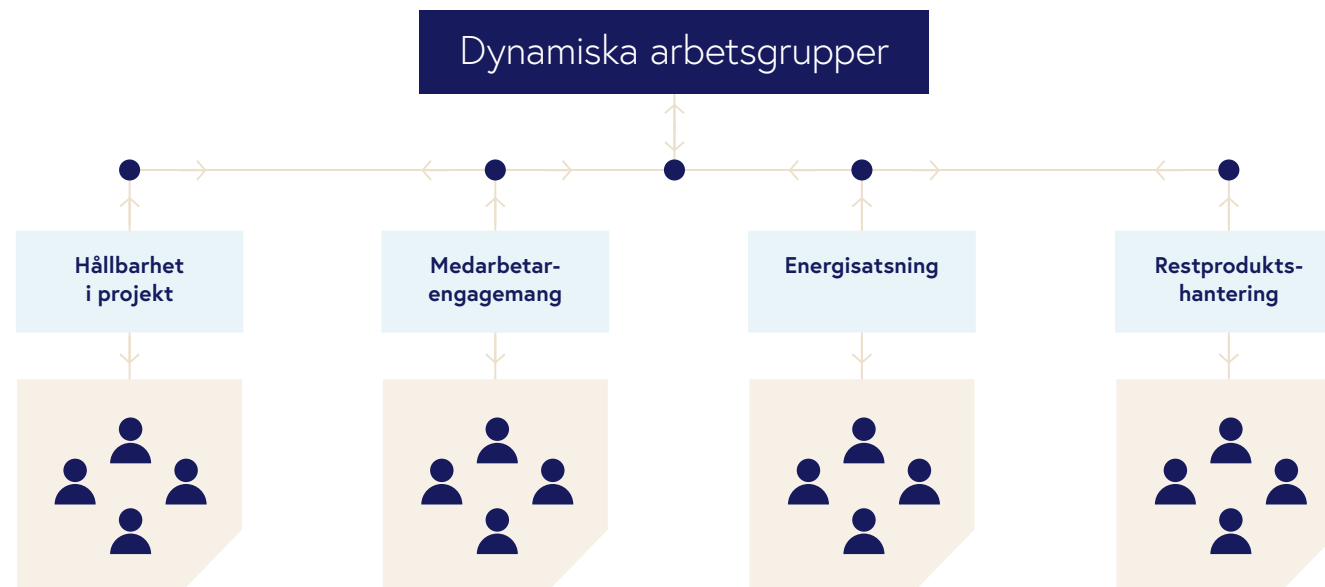 Dynamiska arbetsgrupper
Hållbarhet
i projekt
Medarbetar-
engagemang
Energisatsning
Restprodukts-
hantering